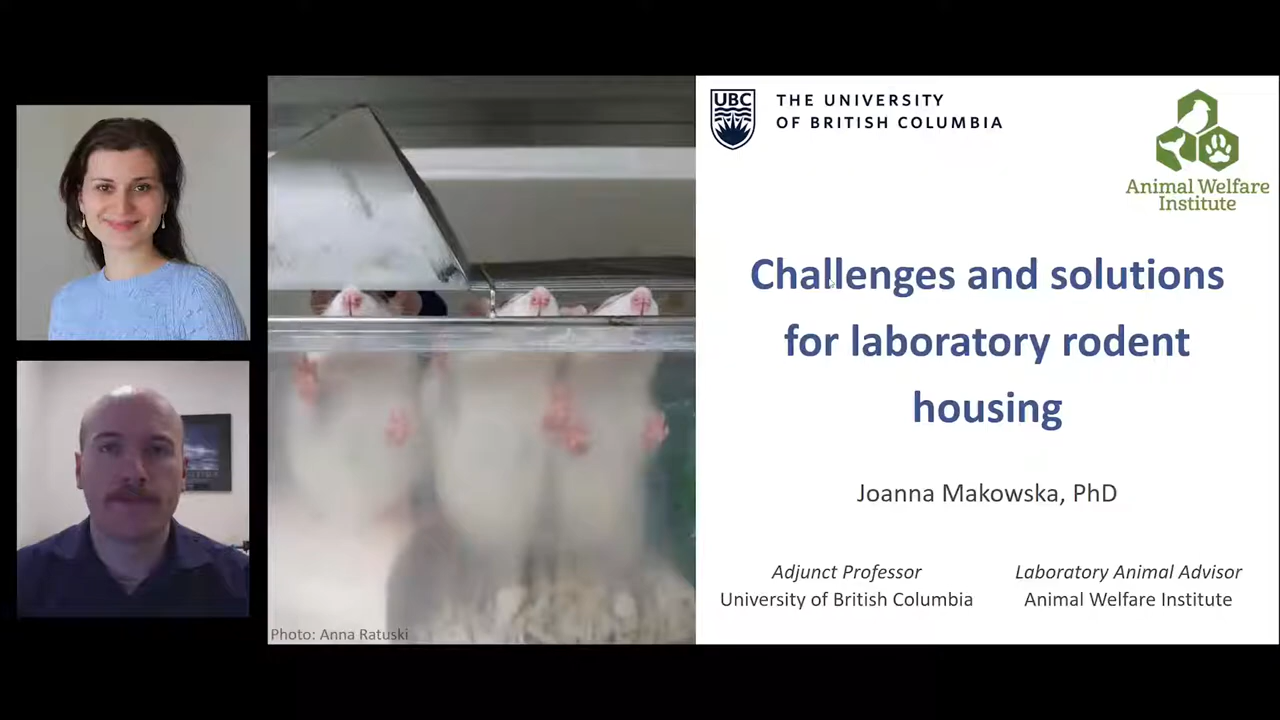 UBC
THE UNIVERSITY
OF BRITISH COLUMBIA
Animal Welfare
Institute
Challenges and solutions
for laboratory rodent
housing
Joanna Makowska, PhD
Adjunct Professor
University of British Columbia
Laboratory Animal Advisor
Animal Welfare Institute
Photo: Anna Ratuski